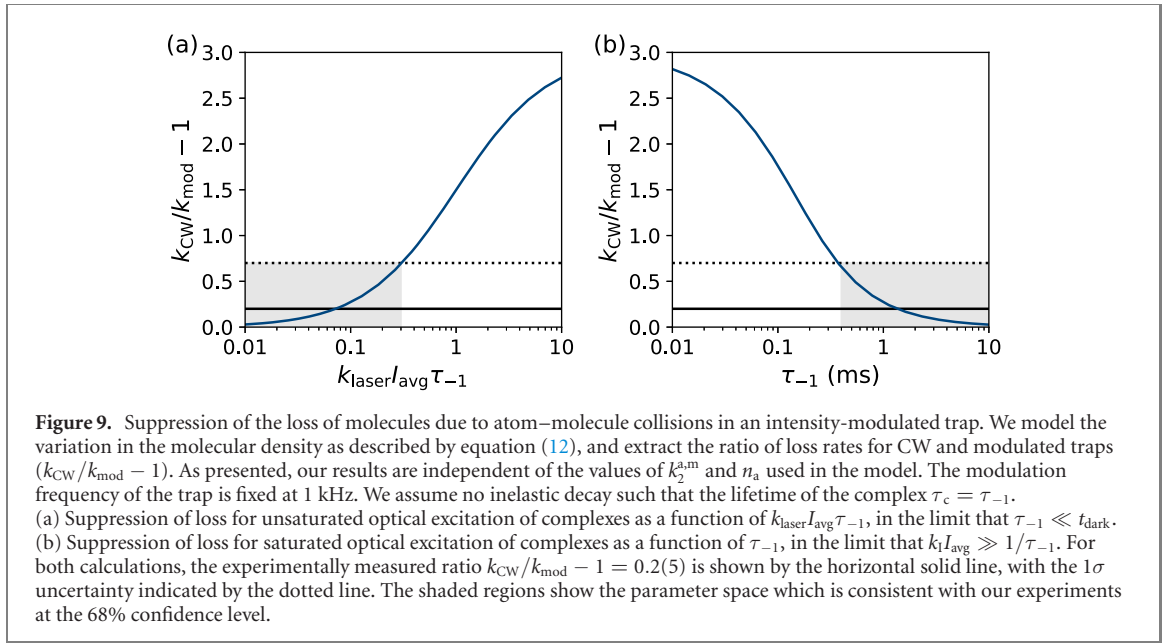 (a)
3.0
2.5
2.0
1.5
1.0
0.5
0.0
k_CW/k_mod − 1
0.01 0.1 1 10
k_laser I_avg τ_−1
(b)
3.0
2.5
2.0
1.5
1.0
0.5
0.0
k_CW/k_mod − 1
0.01 0.1 1 10
τ_−1 (ms)
Figure 9. Suppression of the loss of molecules due to atom–molecule collisions in an intensity-modulated trap. We model the
variation in the molecular density as described by equation (12), and extract the ratio of loss rates for CW and modulated traps
(k_CW/k_mod − 1). As presented, our results are independent of the values of k_2^{a,m} and n_a used in the model. The modulation
frequency of the trap is fixed at 1 kHz. We assume no inelastic decay such that the lifetime of the complex τ_c = τ_−1.
(a) Suppression of loss for unsaturated optical excitation of complexes as a function of k_laser I_avg τ_−1, in the limit that τ_−1 ≪ t_dark.
(b) Suppression of loss for saturated optical excitation of complexes as a function of τ_−1, in the limit that k_l I_avg ≫ 1/τ_−1. For
both calculations, the experimentally measured ratio k_CW/k_mod − 1 = 0.2(5) is shown by the horizontal solid line, with the 1σ
uncertainty indicated by the dotted line. The shaded regions show the parameter space which is consistent with our experiments
at the 68% confidence level.